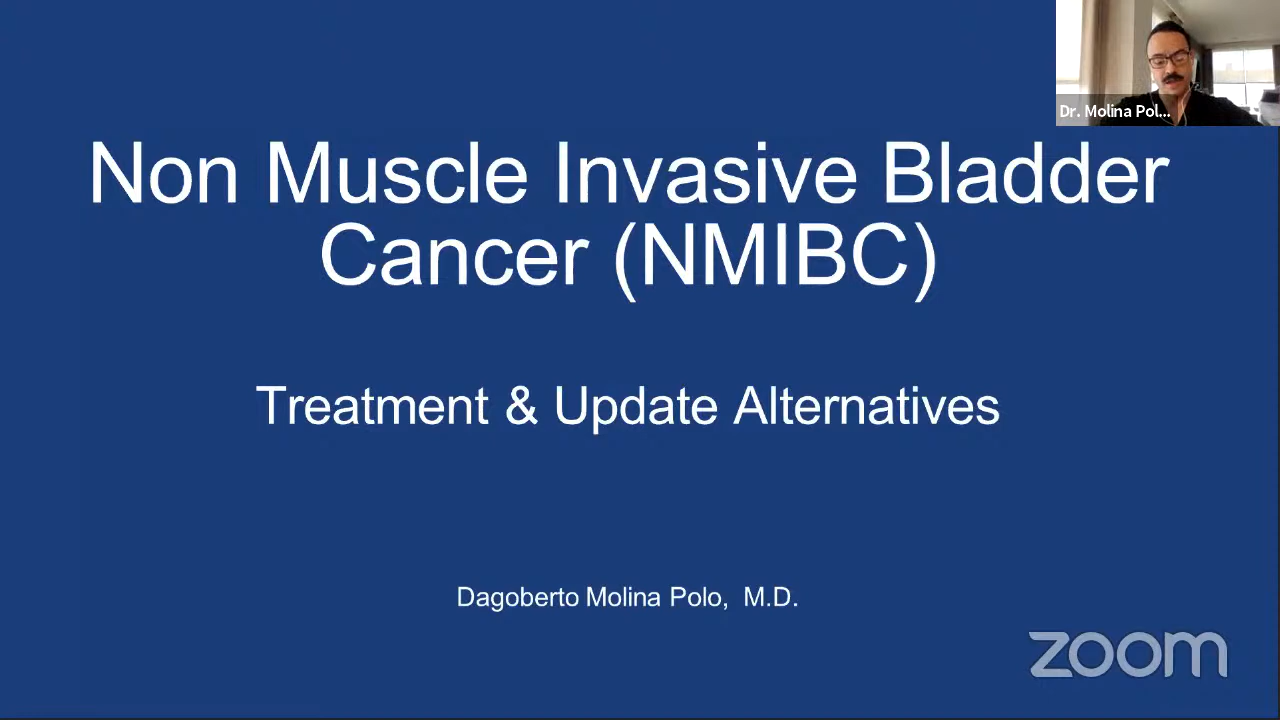 Dr. Molina Pol...
Non Muscle Invasive Bladder
Cancer (NMIBC)
Treatment & Update Alternatives
Dagoberto Molina Polo, M.D.
zoom